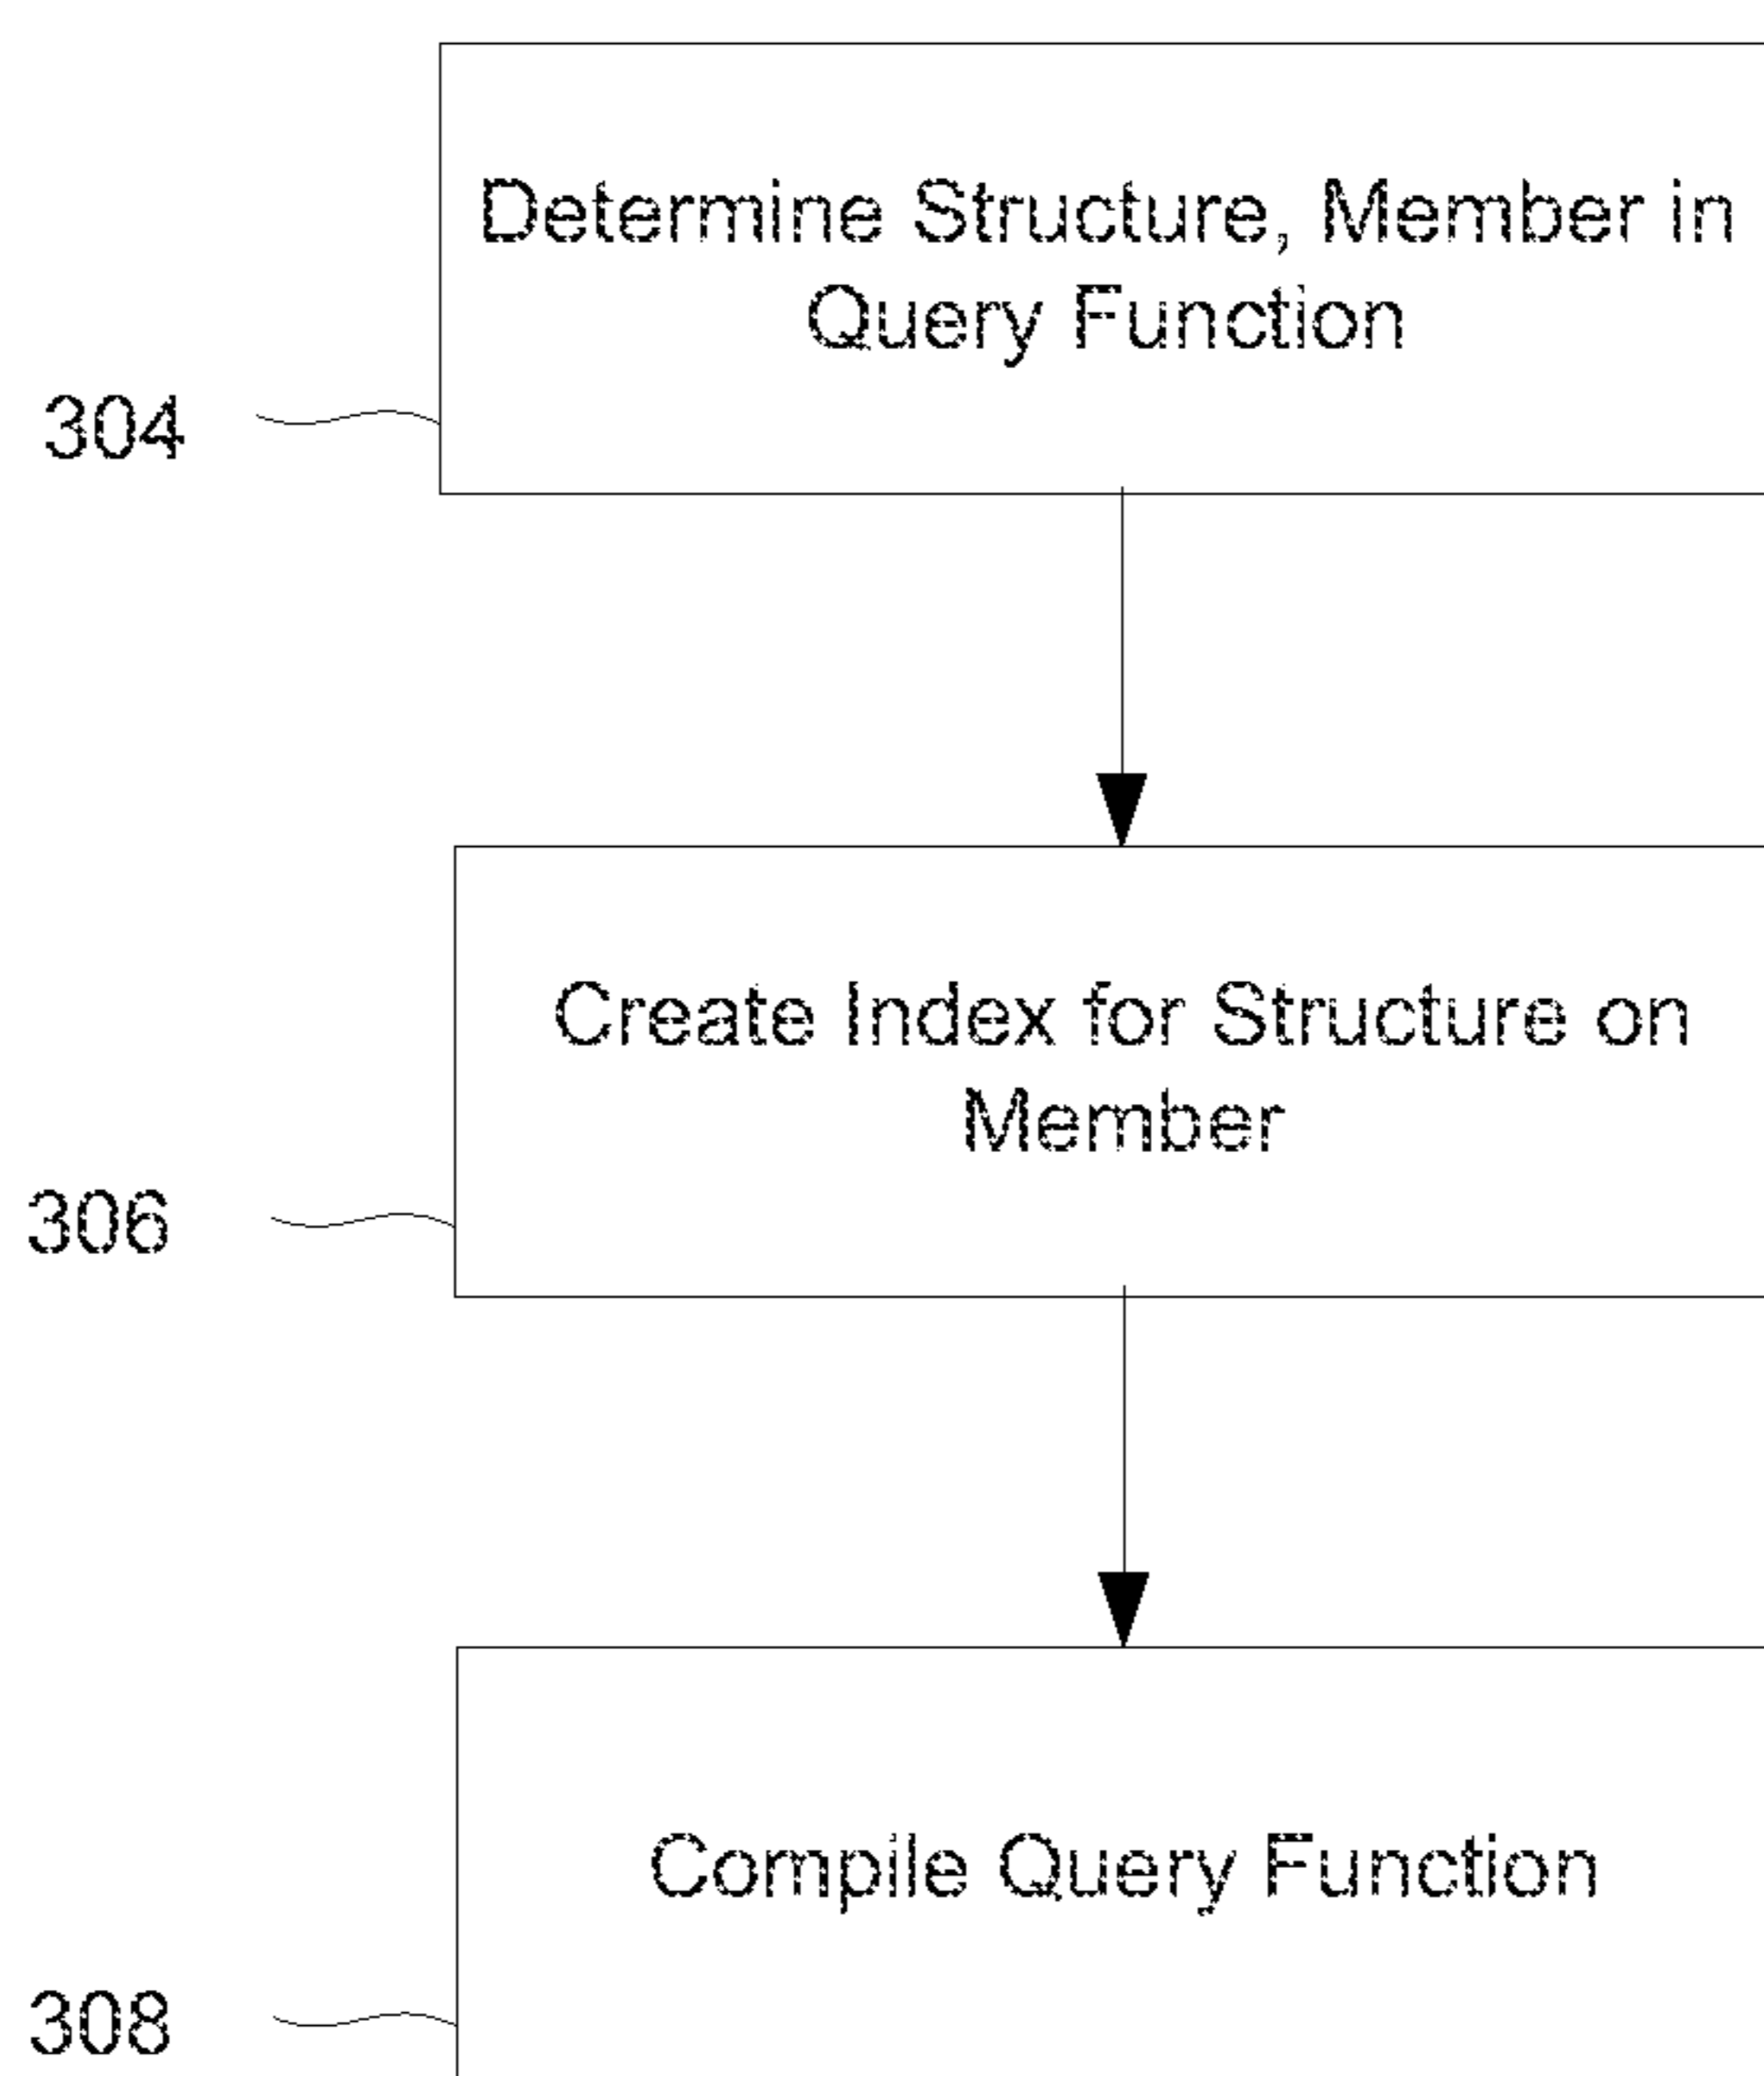 Determine Structure, Member in
Query Function
304
Create Index for Structure on
Member
306
Compile Query Function
308